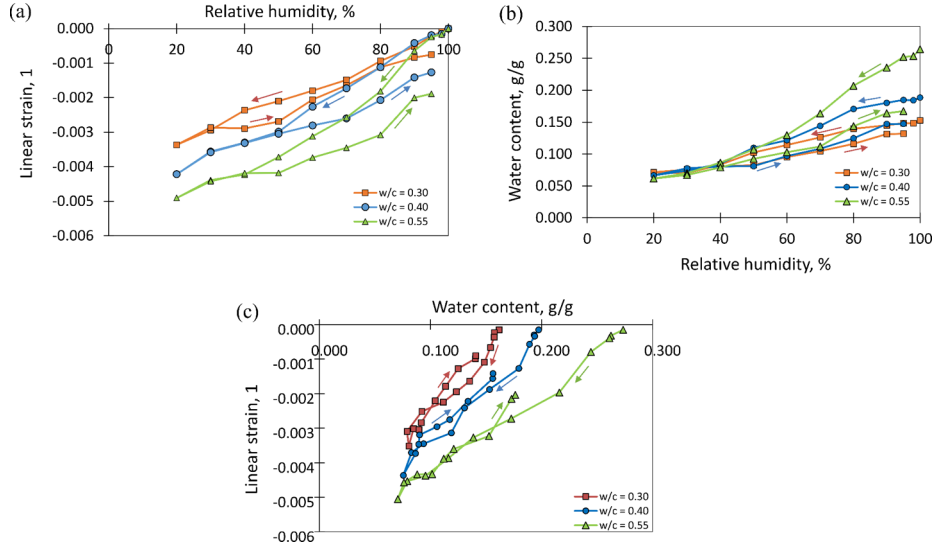 (a)
Relative humidity, %
0.000
0 20 40 60 80 100
-0.001
-0.002
-0.003
-0.004
-0.005
-0.006
Linear strain, 1
w/c = 0.30
w/c = 0.40
w/c = 0.55
(b)
0.300
0.250
0.200
0.150
0.100
0.050
0.000
Water content, g/g
w/c = 0.30
w/c = 0.40
w/c = 0.55
0 20 40 60 80 100
Relative humidity, %
(c)
Water content, g/g
0.000
0.000 0.100 0.200 0.300
-0.001
-0.002
-0.003
-0.004
-0.005
-0.006
Linear strain, 1
w/c = 0.30
w/c = 0.40
w/c = 0.55